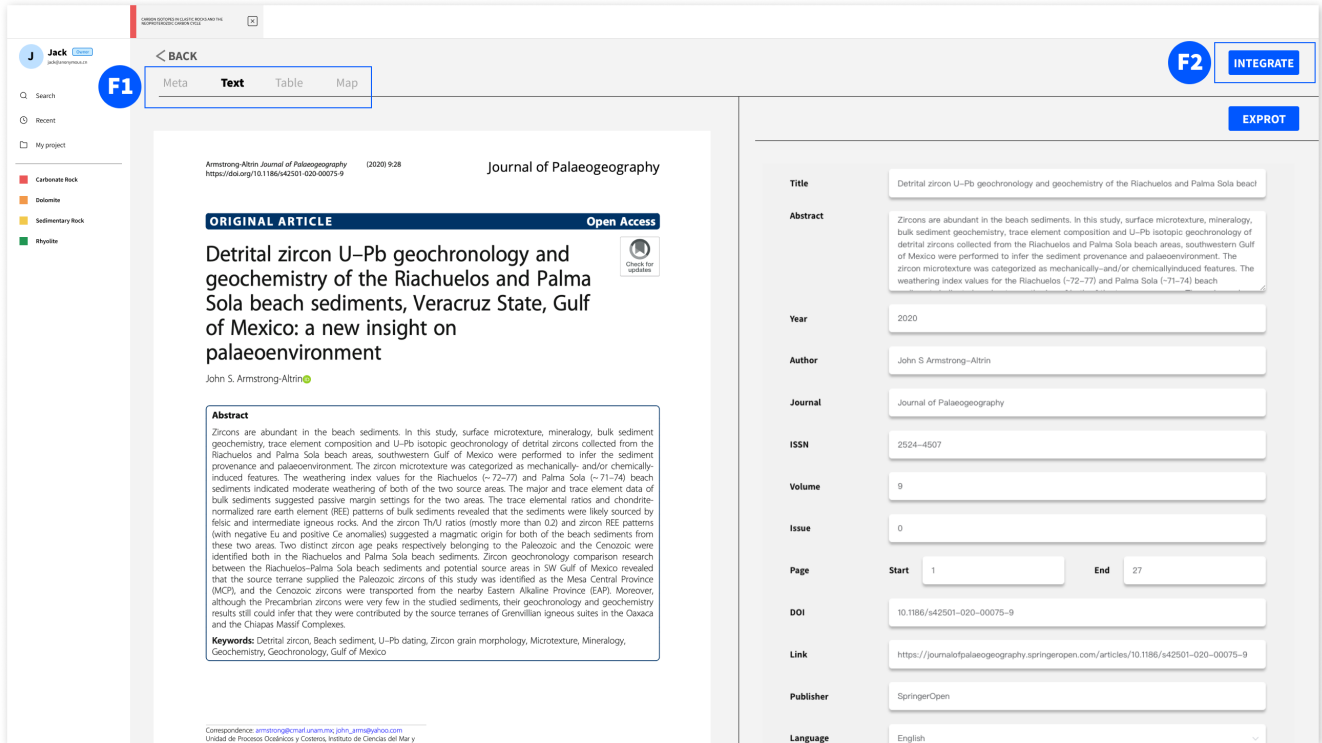 CARBON ISOTOPES IN CLASTIC ROCKS AND THE
NEOPROTEROZOIC CARBON CYCLE
J
Jack Owner
jack@anonymous.cn
Search
Recent
My project
Carbonate Rock
Dolomite
Sedimentary Rock
Rhyolite
BACK
F1
Meta Text Table Map
F2
INTEGRATE
EXPROT
Armstrong-Altrin Journal of Palaeogeography (2020) 9:28
https://doi.org/10.1186/s42501-020-00075-9
Journal of Palaeogeography
ORIGINAL ARTICLE Open Access
Detrital zircon U–Pb geochronology and
geochemistry of the Riachuelos and Palma
Sola beach sediments, Veracruz State, Gulf
of Mexico: a new insight on
palaeoenvironment
Check for
updates
John S. Armstrong-Altrin
Abstract
Zircons are abundant in the beach sediments. In this study, surface microtexture, mineralogy, bulk sediment
geochemistry, trace element composition and U–Pb isotopic geochronology of detrital zircons collected from the
Riachuelos and Palma Sola beach areas, southwestern Gulf of Mexico were performed to infer the sediment
provenance and palaeoenvironment. The zircon microtexture was categorized as mechanically- and/or chemically-
induced features. The weathering index values for the Riachuelos (~ 72–77) and Palma Sola (~ 71–74) beach
sediments indicated moderate weathering of both of the two source areas. The major and trace element data of
bulk sediments suggested passive margin settings for the two areas. The trace elemental ratios and chondrite-
normalized rare earth element (REE) patterns of bulk sediments revealed that the sediments were likely sourced by
felsic and intermediate igneous rocks. And the zircon Th/U ratios (mostly more than 0.2) and zircon REE patterns
(with negative Eu and positive Ce anomalies) suggested a magmatic origin for both of the beach sediments from
these two areas. Two distinct zircon age peaks respectively belonging to the Paleozoic and the Cenozoic were
identified both in the Riachuelos and Palma Sola beach sediments. Zircon geochronology comparison research
between the Riachuelos–Palma Sola beach sediments and potential source areas in SW Gulf of Mexico revealed
that the source terrane supplied the Paleozoic zircons of this study was identified as the Mesa Central Province
(MCP), and the Cenozoic zircons were transported from the nearby Eastern Alkaline Province (EAP). Moreover,
although the Precambrian zircons were very few in the studied sediments, their geochronology and geochemistry
results still could infer that they were contributed by the source terranes of Grenvillian igneous suites in the Oaxaca
and the Chiapas Massif Complexes.
Keywords: Detrital zircon, Beach sediment, U–Pb dating, Zircon grain morphology, Microtexture, Mineralogy,
Geochemistry, Geochronology, Gulf of Mexico
Correspondence: armstrong@cmarl.unam.mx; john_arms@yahoo.com
Unidad de Procesos Oceánicos y Costeros, Instituto de Ciencias del Mar y
Title Detrital zircon U–Pb geochronology and geochemistry of the Riachuelos and Palma Sola beach
Abstract
Zircons are abundant in the beach sediments. In this study, surface microtexture, mineralogy,
bulk sediment geochemistry, trace element composition and U–Pb isotopic geochronology of
detrital zircons collected from the Riachuelos and Palma Sola beach areas, southwestern Gulf
of Mexico were performed to infer the sediment provenance and palaeoenvironment. The
zircon microtexture was categorized as mechanically-and/or chemicallyinduced features. The
weathering index values for the Riachuelos (~72–77) and Palma Sola (~71–74) beach
Year 2020
Author John S Armstrong-Altrin
Journal Journal of Palaeogeography
ISSN 2524-4507
Volume 9
Issue 0
Page Start 1 End 27
DOI 10.1186/s42501-020-00075-9
Link https://journalofpalaeogeography.springeropen.com/articles/10.1186/s42501-020-00075-9
Publisher SpringerOpen
Language English